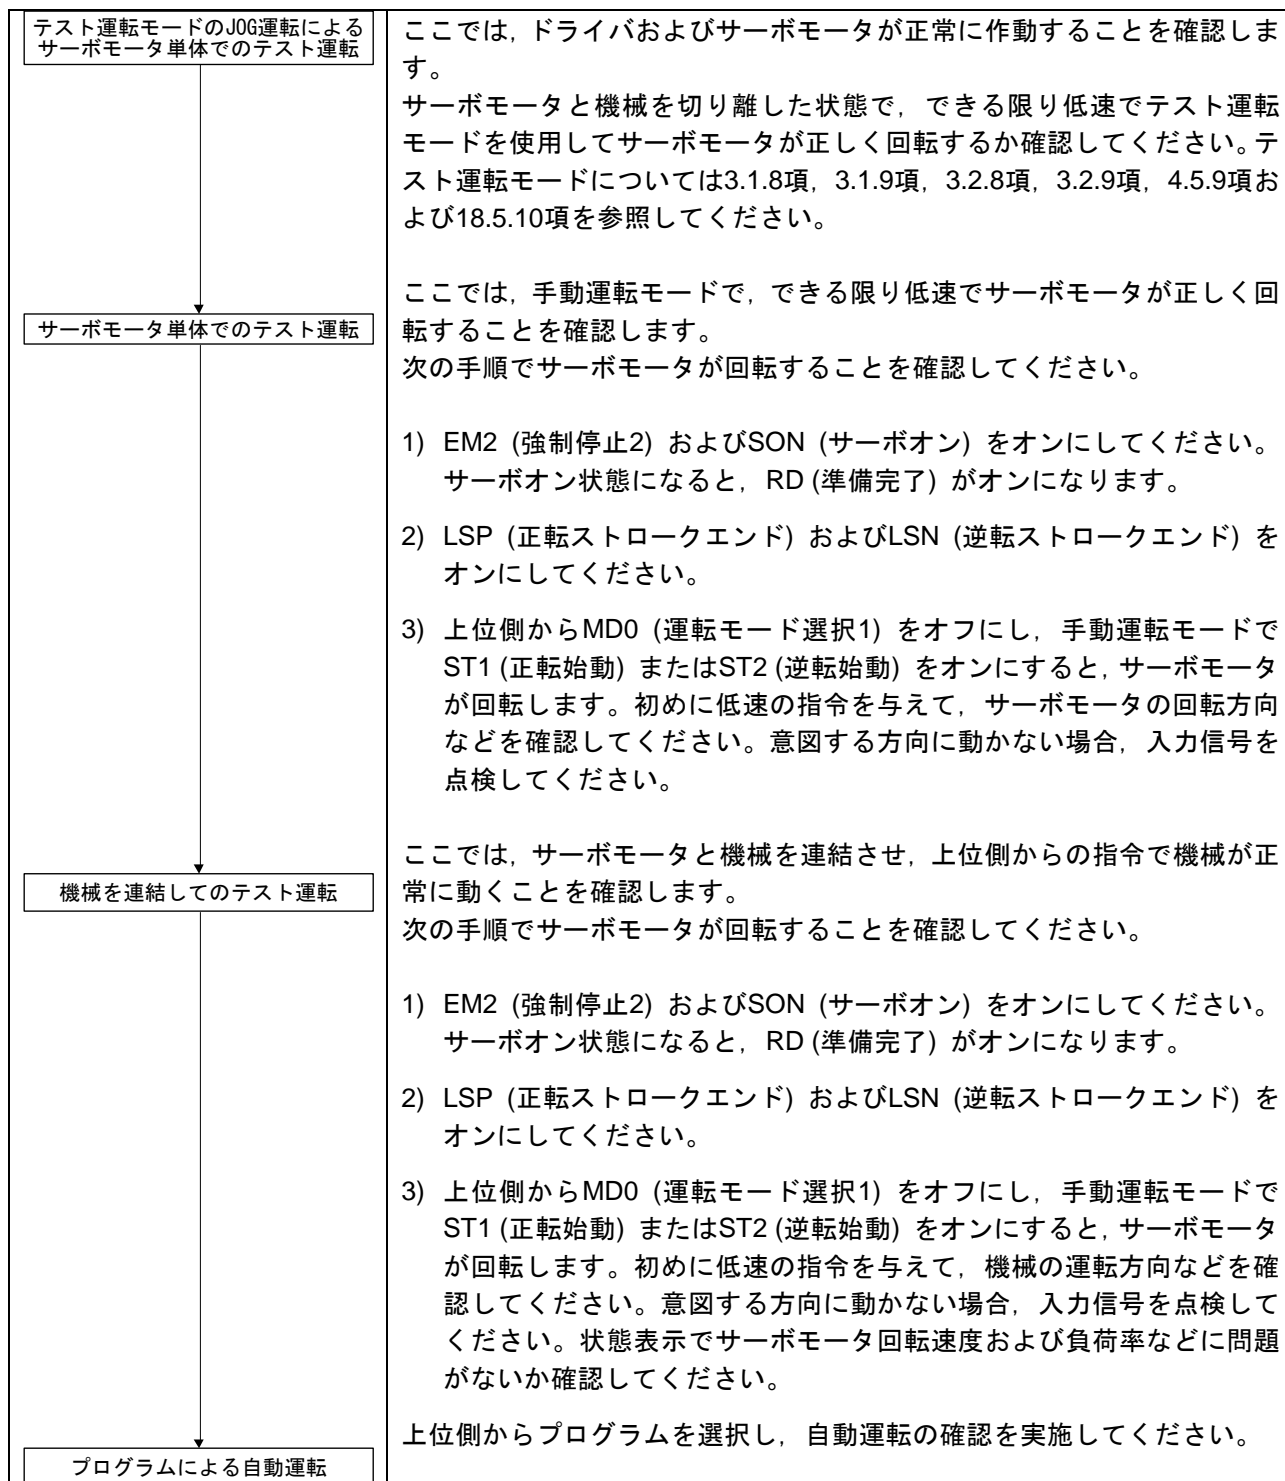 テスト運転モードのJOG運転による
サーボモータ単体でのテスト運転
ここでは，ドライバおよびサーボモータが正常に作動することを確認しま
す。
サーボモータと機械を切り離した状態で，できる限り低速でテスト運転
モードを使用してサーボモータが正しく回転するか確認してください。テ
スト運転モードについては3.1.8項，3.1.9項，3.2.8項，3.2.9項，4.5.9項お
よび18.5.10項を参照してください。
サーボモータ単体でのテスト運転
ここでは，手動運転モードで，できる限り低速でサーボモータが正しく回
転することを確認します。
次の手順でサーボモータが回転することを確認してください。
1) EM2 (強制停止2) およびSON (サーボオン) をオンにしてください。
サーボオン状態になると，RD (準備完了) がオンになります。
2) LSP (正転ストロークエンド) およびLSN (逆転ストロークエンド) を
オンにしてください。
3) 上位側からMD0 (運転モード選択1) をオフにし，手動運転モードで
ST1 (正転始動) またはST2 (逆転始動) をオンにすると，サーボモータ
が回転します。初めに低速の指令を与えて，サーボモータの回転方向
などを確認してください。意図する方向に動かない場合，入力信号を
点検してください。
機械を連結してのテスト運転
ここでは，サーボモータと機械を連結させ，上位側からの指令で機械が正
常に動くことを確認します。
次の手順でサーボモータが回転することを確認してください。
1) EM2 (強制停止2) およびSON (サーボオン) をオンにしてください。
サーボオン状態になると，RD (準備完了) がオンになります。
2) LSP (正転ストロークエンド) およびLSN (逆転ストロークエンド) を
オンにしてください。
3) 上位側からMD0 (運転モード選択1) をオフにし，手動運転モードで
ST1 (正転始動) またはST2 (逆転始動) をオンにすると，サーボモータ
が回転します。初めに低速の指令を与えて，機械の運転方向などを確
認してください。意図する方向に動かない場合，入力信号を点検して
ください。状態表示でサーボモータ回転速度および負荷率などに問題
がないか確認してください。
プログラムによる自動運転
上位側からプログラムを選択し，自動運転の確認を実施してください。